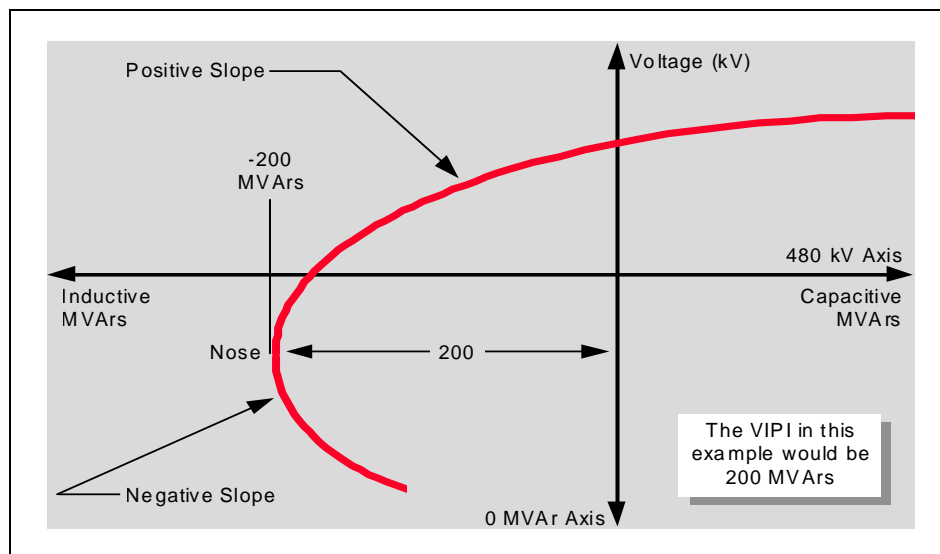 Positive Slope
Voltage (kV)
-200
MVArs
480 kV Axis
Inductive
MVArs
Capacitive
MVArs
Nose
200
The VIPI in this
example would be
200 MVArs
Negative Slope
0 MVAr Axis